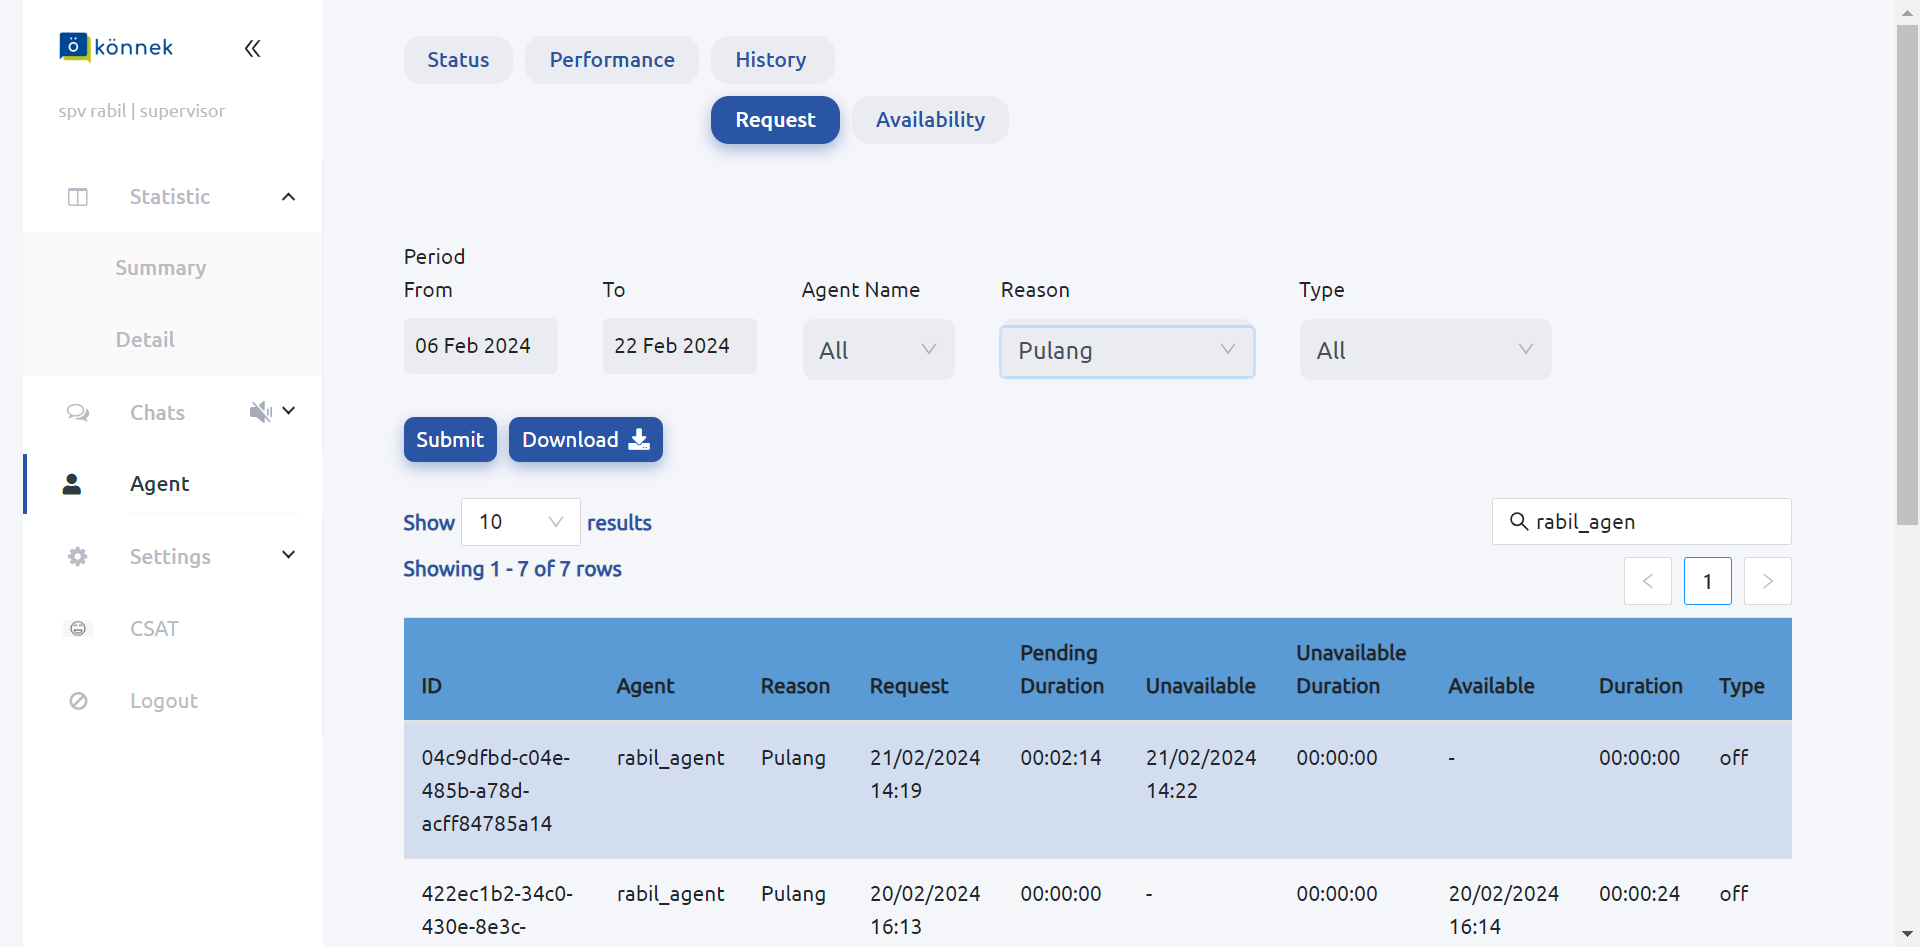 könnek
spv rabil | supervisor
Statistic
Summary
Detail
Chats
Agent
Settings
CSAT
Logout
Status
Performance
History
Request
Availability
Period
From
To
Agent Name
Reason
Type
06 Feb 2024
22 Feb 2024
All
Pulang
All
Submit
Download
Show 10 results
rabil_agen
Showing 1 - 7 of 7 rows
< 1 >
ID Agent Reason Request Pending Duration Unavailable Unavailable Duration Available Duration Type
04c9dfbd-c04e- rabil_agent Pulang 21/02/2024 00:02:14 21/02/2024 00:00:00 - 00:00:00 off
485b-a78d- 14:19 14:22
acff84785a14
422ec1b2-34c0- rabil_agent Pulang 20/02/2024 00:00:00 - 00:00:00 20/02/2024 00:00:24 off
430e-8e3c- 16:13 16:14